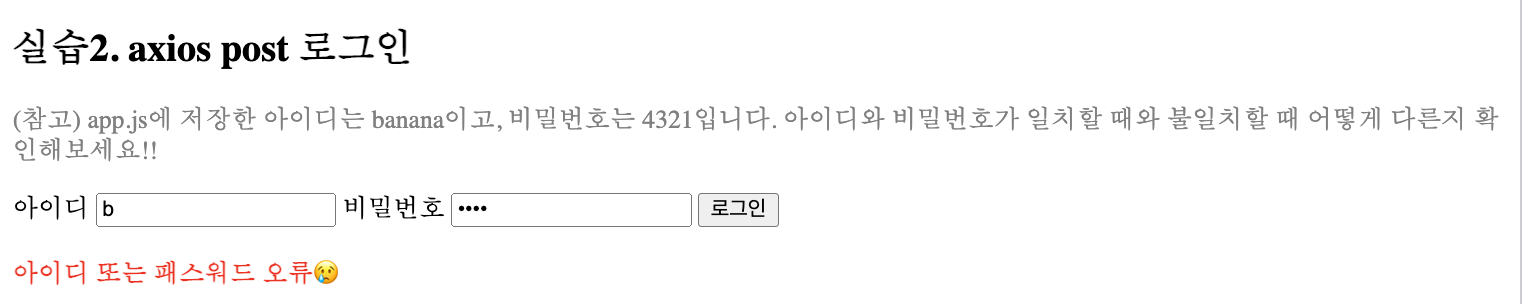 실습2. axios post 로그인
(참고) app.js에 저장한 아이디는 banana이고, 비밀번호는 4321입니다. 아이디와 비밀번호가 일치할 때와 불일치할 때 어떻게 다른지 확
인해보세요!!
아이디 b 비밀번호 •••• 로그인
아이디 또는 패스워드 오류😢